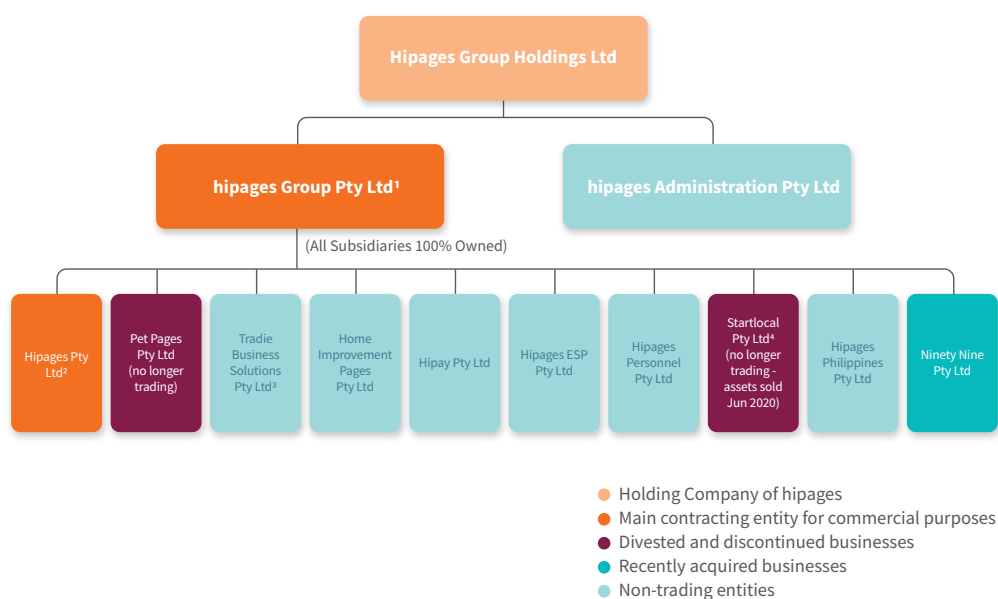 Hipages Group Holdings Ltd
hipages Group Pty Ltd¹
hipages Administration Pty Ltd
(All Subsidiaries 100% Owned)
Hipages Pty
Ltd²
Pet Pages
Pty Ltd
(no longer
trading)
Tradie
Business
Solutions
Pty Ltd³
Home
Improvement
Pages
Pty Ltd
Hipay Pty Ltd
Hipages ESP
Pty Ltd
Hipages
Personnel
Pty Ltd
Startlocal
Pty Ltd⁴
(no longer
trading -
assets sold
Jun 2020)
Hipages
Philippines
Pty Ltd
Ninety Nine
Pty Ltd
Holding Company of hipages
Main contracting entity for commercial purposes
Divested and discontinued businesses
Recently acquired businesses
Non-trading entities